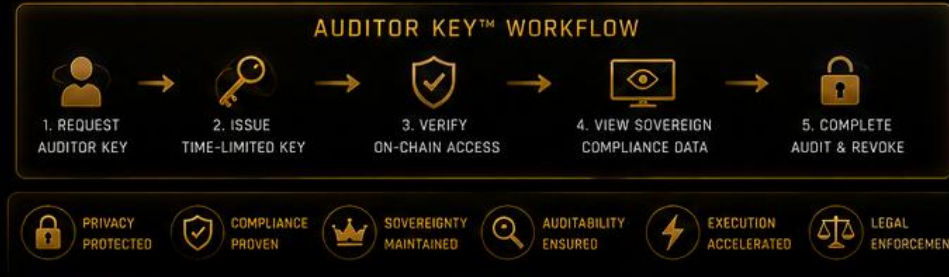 AUDITOR KEY™ WORKFLOW
1. REQUEST
AUDITOR KEY
2. ISSUE
TIME-LIMITED KEY
3. VERIFY
ON-CHAIN ACCESS
4. VIEW SOVEREIGN
COMPLIANCE DATA
5. COMPLETE
AUDIT & REVOKE
PRIVACY
PROTECTED
COMPLIANCE
PROVEN
SOVEREIGNTY
MAINTAINED
AUDITABILITY
ENSURED
EXECUTION
ACCELERATED
LEGAL
ENFORCEMEN